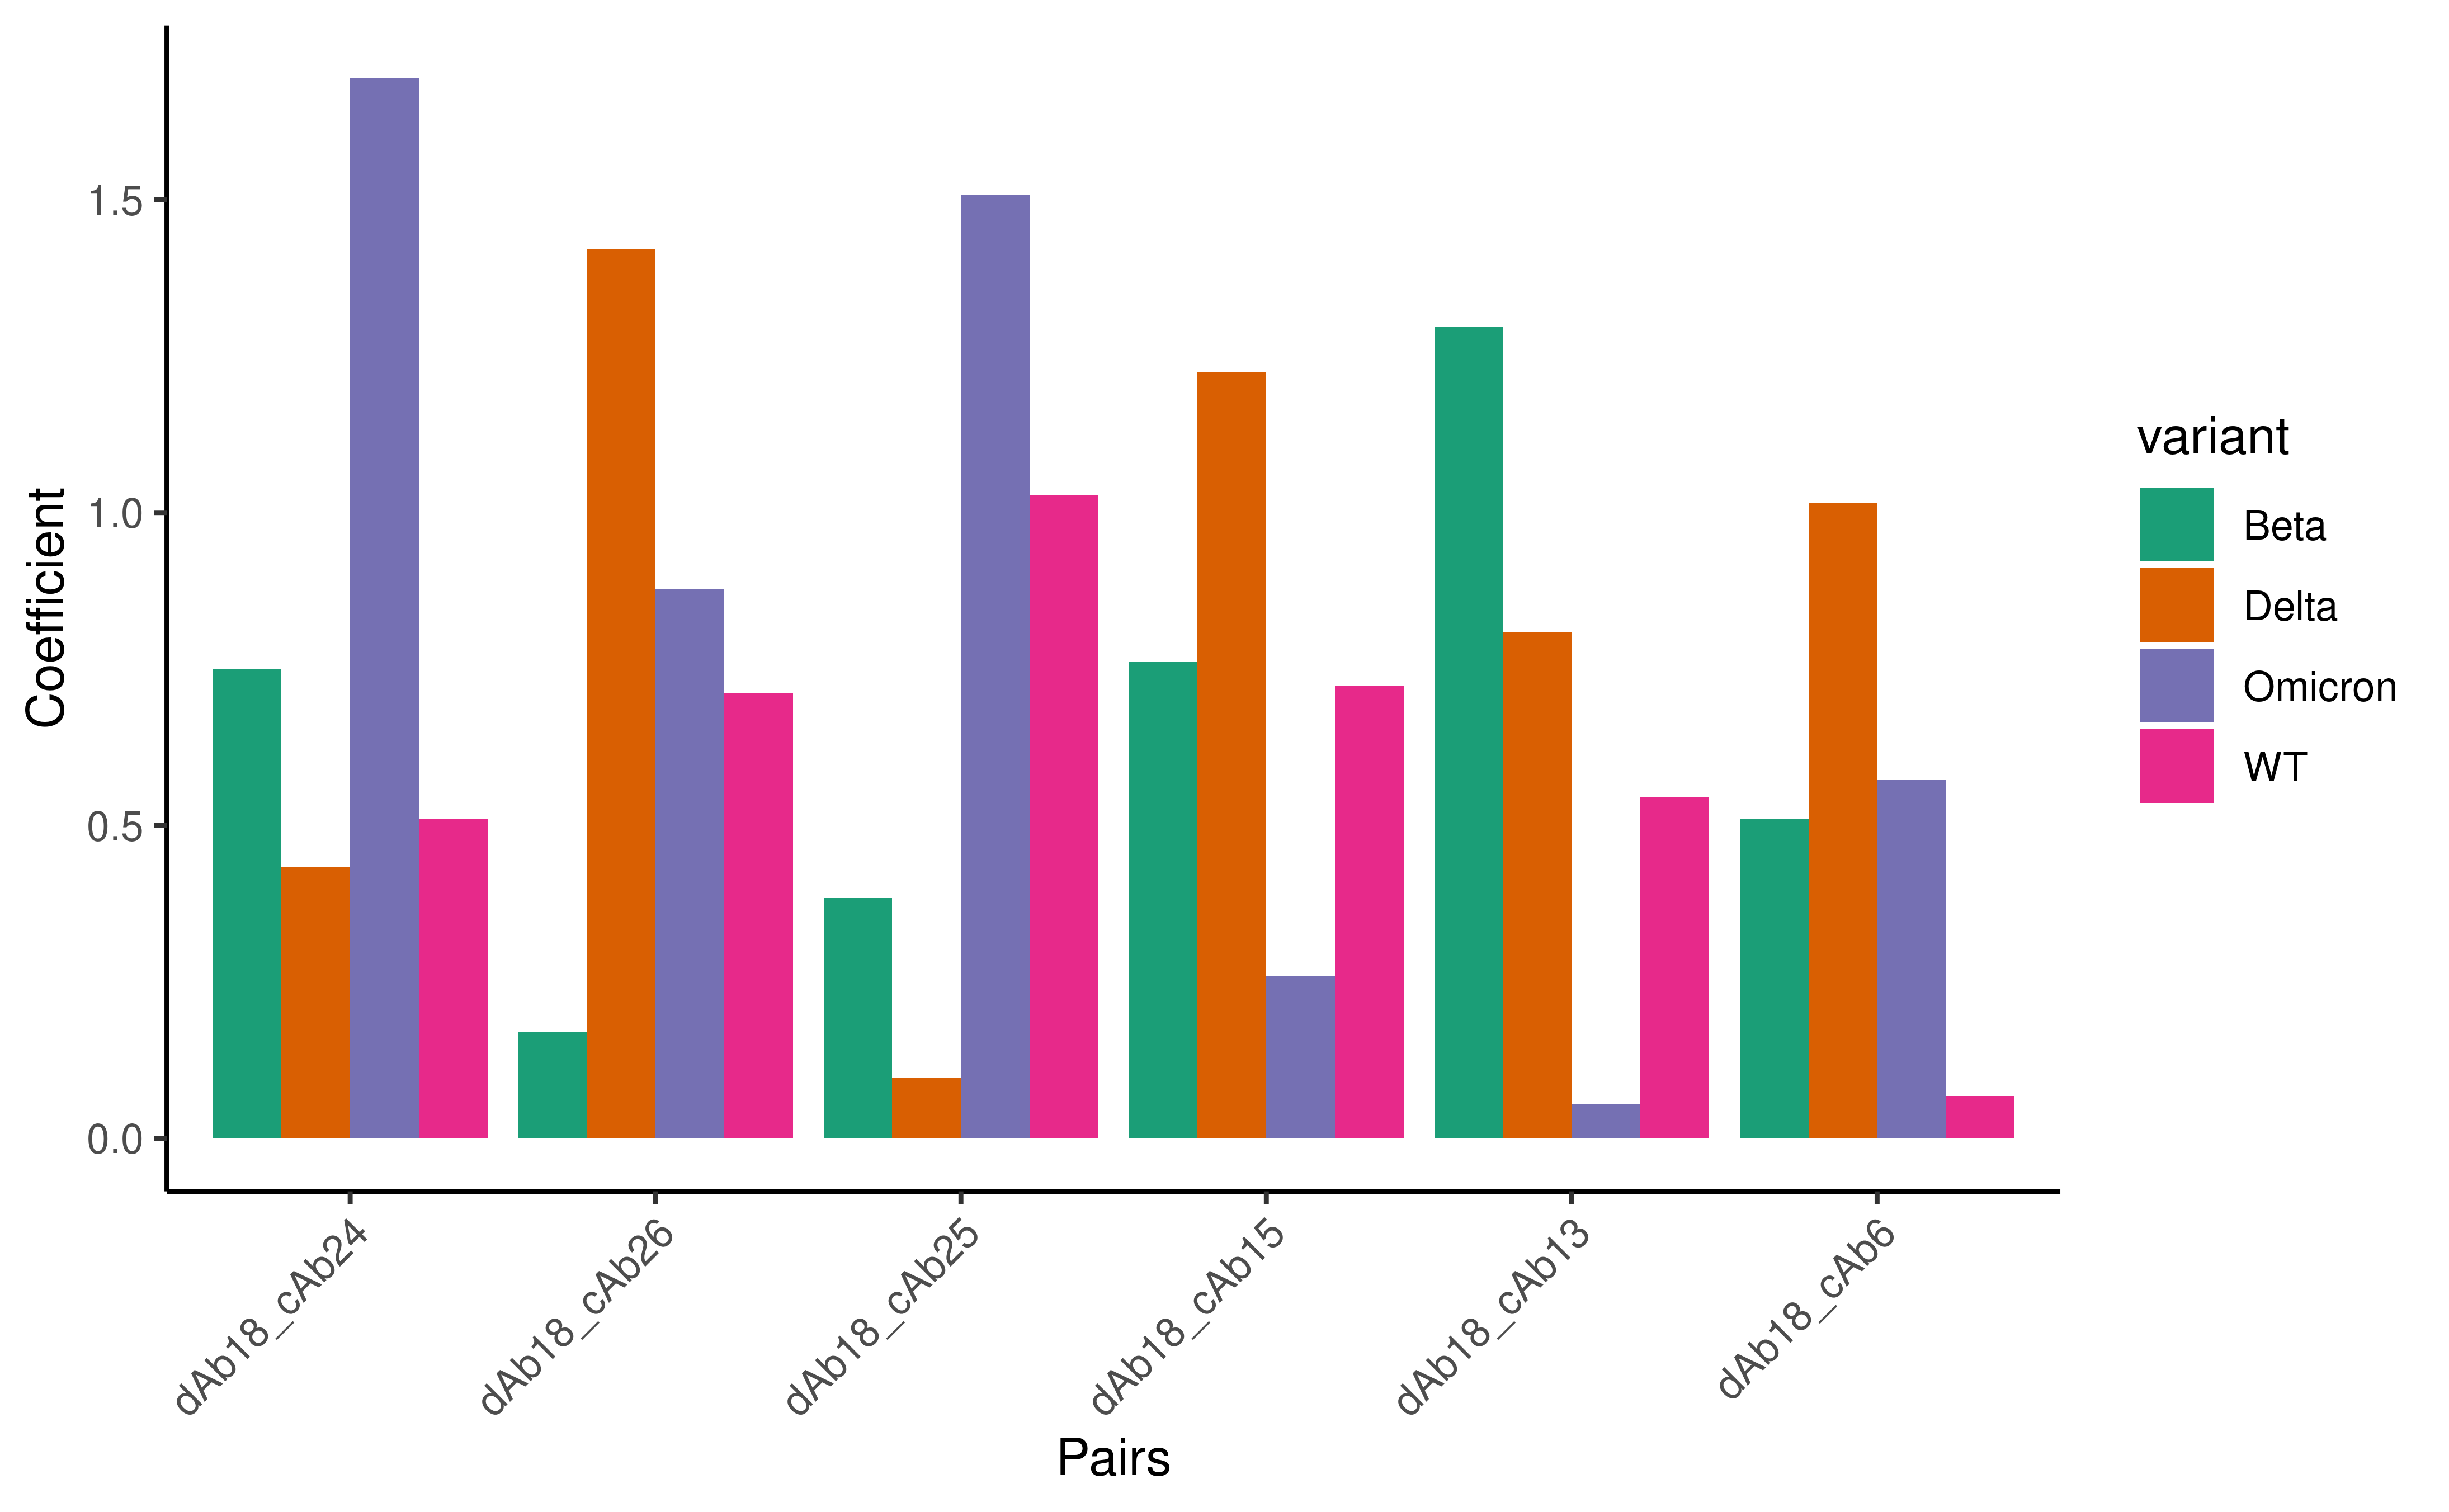 1.5
1.0
0.5
0.0
Coefficient
dAb18_cAb24
dAb18_cAb26
dAb18_cAb25
dAb18_cAb15
dAb18_cAb13
dAb18_cAb6
Pairs
variant
Beta
Delta
Omicron
WT